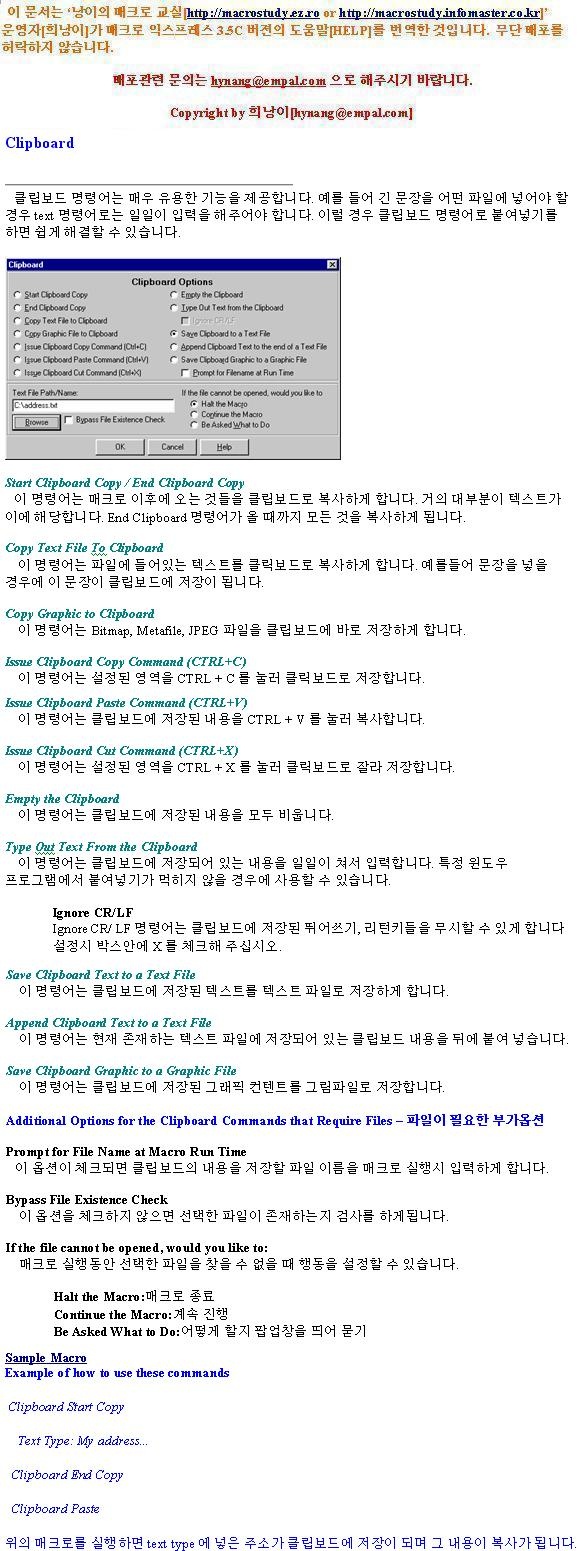 이 문서는 ‘낭이의 매크로 교실[http://macrostudy.ez.ro or http://macrostudy.infomaster.co.kr]’
운영자[희낭이]가 매크로 익스프레스 3.5C 버젼의 도움말[HELP]를 번역한 것입니다. 무단 배포를
허락하지 않습니다.
배포관련 문의는 hynang@empal.com 으로 해주시기 바랍니다.
Copyright by 희낭이[hynang@empal.com]
Clipboard
클립보드 명령어는 매우 유용한 기능을 제공합니다. 예를 들어 긴 문장을 어떤 파일에 넣어야 할
경우 text 명령어로는 일일이 입력을 해주어야 합니다. 이럴 경우 클립보드 명령어로 붙여넣기를
하면 쉽게 해결할 수 있습니다.
Clipboard
Clipboard Options
Start Clipboard Copy
End Clipboard Copy
Copy Text File to Clipboard
Copy Graphic File to Clipboard
Issue Clipboard Copy Command (Ctrl+C)
Issue Clipboard Paste Command (Ctrl+V)
Issue Clipboard Cut Command (Ctrl+X)
Empty the Clipboard
Type Out Text from the Clipboard
Ignore CR/LF
Save Clipboard to a Text File
Append Clipboard Text to the end of a Text File
Save Clipboard Graphic to a Graphic File
Prompt for Filename at Run Time
Text File Path/Name:
C:\address.txt
Browse
Bypass File Existence Check
If the file cannot be opened, would you like to
Halt the Macro
Continue the Macro
Be Asked What to Do
OK
Cancel
Help
Start Clipboard Copy / End Clipboard Copy
이 명령어는 매크로 이후에 오는 것들을 클립보드로 복사하게 합니다. 거의 대부분이 텍스트가
이에 해당합니다. End Clipboard 명령어가 올 때까지 모든 것을 복사하게 됩니다.
Copy Text File To Clipboard
이 명령어는 파일에 들어있는 텍스트를 클릭보드로 복사하게 합니다. 예를들어 문장을 넣을
경우에 이 문장이 클립보드에 저장이 됩니다.
Copy Graphic to Clipboard
이 명령어는 Bitmap, Metafile, JPEG 파일을 클립보드에 바로 저장하게 합니다.
Issue Clipboard Copy Command (CTRL+C)
이 명령어는 설정된 영역을 CTRL + C 를 눌러 클릭보드로 저장합니다.
Issue Clipboard Paste Command (CTRL+V)
이 명령어는 클립보드에 저장된 내용을 CTRL + V 를 눌러 복사합니다.
Issue Clipboard Cut Command (CTRL+X)
이 명령어는 설정된 영역을 CTRL + X 를 눌러 클릭보드로 잘라 저장합니다.
Empty the Clipboard
이 명령어는 클립보드에 저장된 내용을 모두 비웁니다.
Type Out Text From the Clipboard
이 명령어는 클립보드에 저장되어 있는 내용을 일일이 쳐서 입력합니다. 특정 윈도우
프로그램에서 붙여넣기가 먹히지 않을 경우에 사용할 수 있습니다.
Ignore CR/LF
Ignore CR/ LF 명령어는 클립보드에 저장된 뛰어쓰기, 리턴키들을 무시할 수 있게 합니다
설정시 박스안에 X 를 체크해 주십시오.
Save Clipboard Text to a Text File
이 명령어는 클립보드에 저장된 텍스트를 텍스트 파일로 저장하게 합니다.
Append Clipboard Text to a Text File
이 명령어는 현재 존재하는 텍스트 파일에 저장되어 있는 클립보드 내용을 뒤에 붙여 넣습니다.
Save Clipboard Graphic to a Graphic File
이 명령어는 클립보드에 저장된 그래픽 컨텐트를 그림파일로 저장합니다.
Additional Options for the Clipboard Commands that Require Files – 파일이 필요한 부가옵션
Prompt for File Name at Macro Run Time
이 옵션이 체크되면 클립보드의 내용을 저장할 파일 이름을 매크로 실행시 입력하게 합니다.
Bypass File Existence Check
이 옵션을 체크하지 않으면 선택한 파일이 존재하는지 검사를 하게됩니다.
If the file cannot be opened, would you like to:
매크로 실행동안 선택한 파일을 찾을 수 없을 때 행동을 설정할 수 있습니다.
Halt the Macro:매크로 종료
Continue the Macro:계속 진행
Be Asked What to Do:어떻게 할지 팝업창을 띄어 묻기
Sample Macro
Example of how to use these commands
Clipboard Start Copy
Text Type: My address...
Clipboard End Copy
Clipboard Paste
위의 매크로를 실행하면 text type 에 넣은 주소가 클립보드에 저장이 되며 그 내용이 복사가 됩니다.